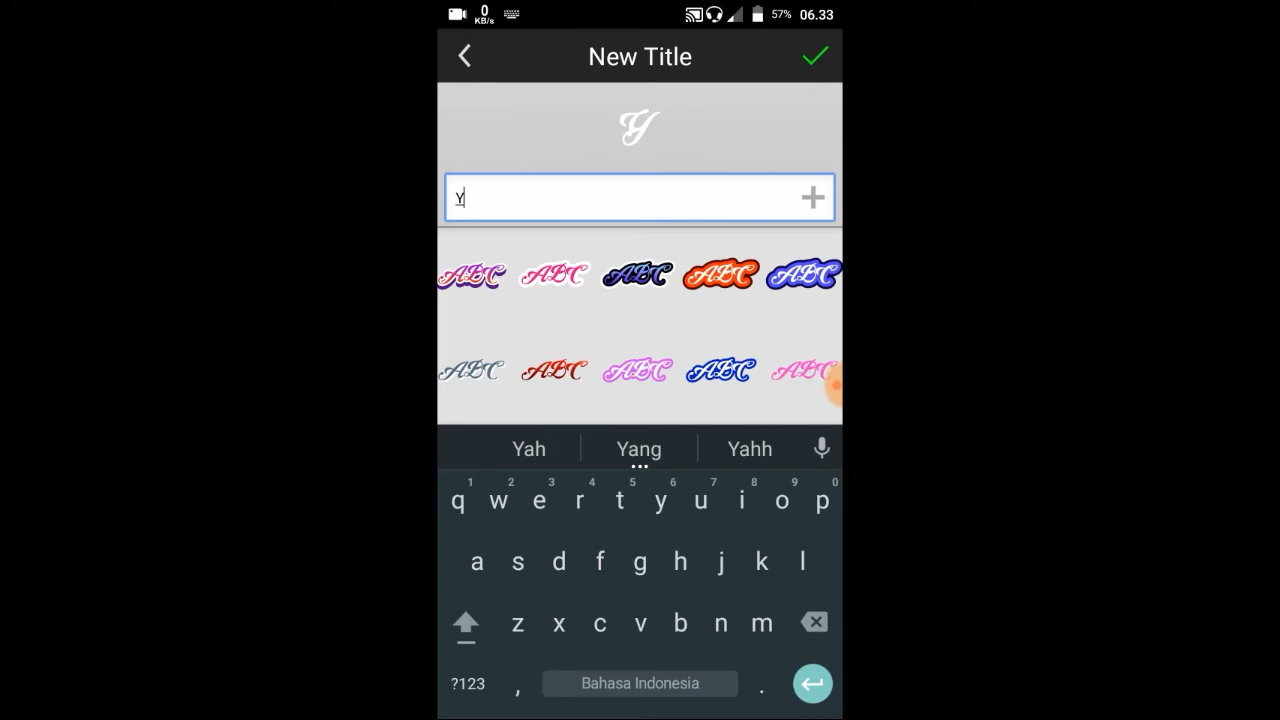 0 KB/s 57% 06.33
New Title
Y
Y
ABC ABC ABC ABC ABC
ABC ABC ABC ABC ABC
Yah Yang Yahh
1 2 3 4 5 6 7 8 9 0
q w e r t y u i o p
a s d f g h j k l
z x c v b n m
?123 , Bahasa Indonesia .